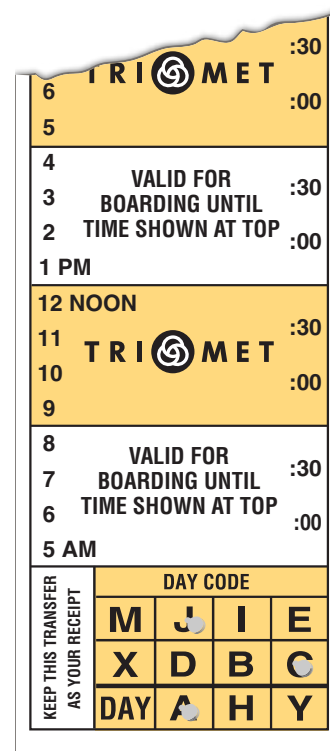 :30
6 TRI MET
:00
5
4
VALID FOR
3 BOARDING UNTIL :30
2 TIME SHOWN AT TOP :00
1 PM
12 NOON
:30
11 TRI MET
10 :00
9
8
VALID FOR
7 BOARDING UNTIL :30
6 TIME SHOWN AT TOP
:00
5 AM
KEEP THIS TRANSFER
AS YOUR RECEIPT
DAY CODE
M J I E
X D B C
DAY A H Y